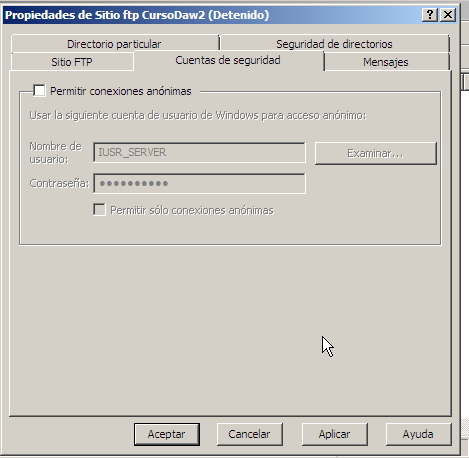 Propiedades de Sitio ftp CursoDaw2 (Detenido)
Directorio particular
Seguridad de directorios
Sitio FTP
Cuentas de seguridad
Mensajes
Permitir conexiones anónimas
Usar la siguiente cuenta de usuario de Windows para acceso anónimo:
Nombre de
usuario:
IUSR_SERVER
Examinar...
Contraseña:
●●●●●●●●●●
Permitir sólo conexiones anónimas
Aceptar
Cancelar
Aplicar
Ayuda